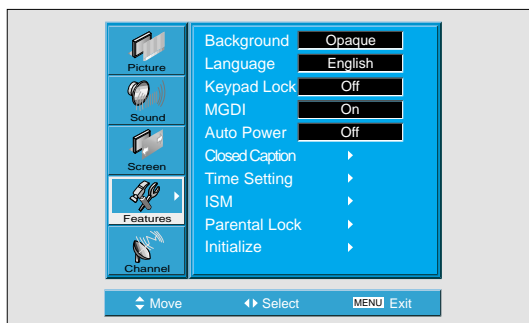 Picture
Sound
Screen
Features
Channel
Background Opaque
Language English
Keypad Lock Off
MGDI On
Auto Power Off
Closed Caption
Time Setting
ISM
Parental Lock
Initialize
Move Select MENU Exit